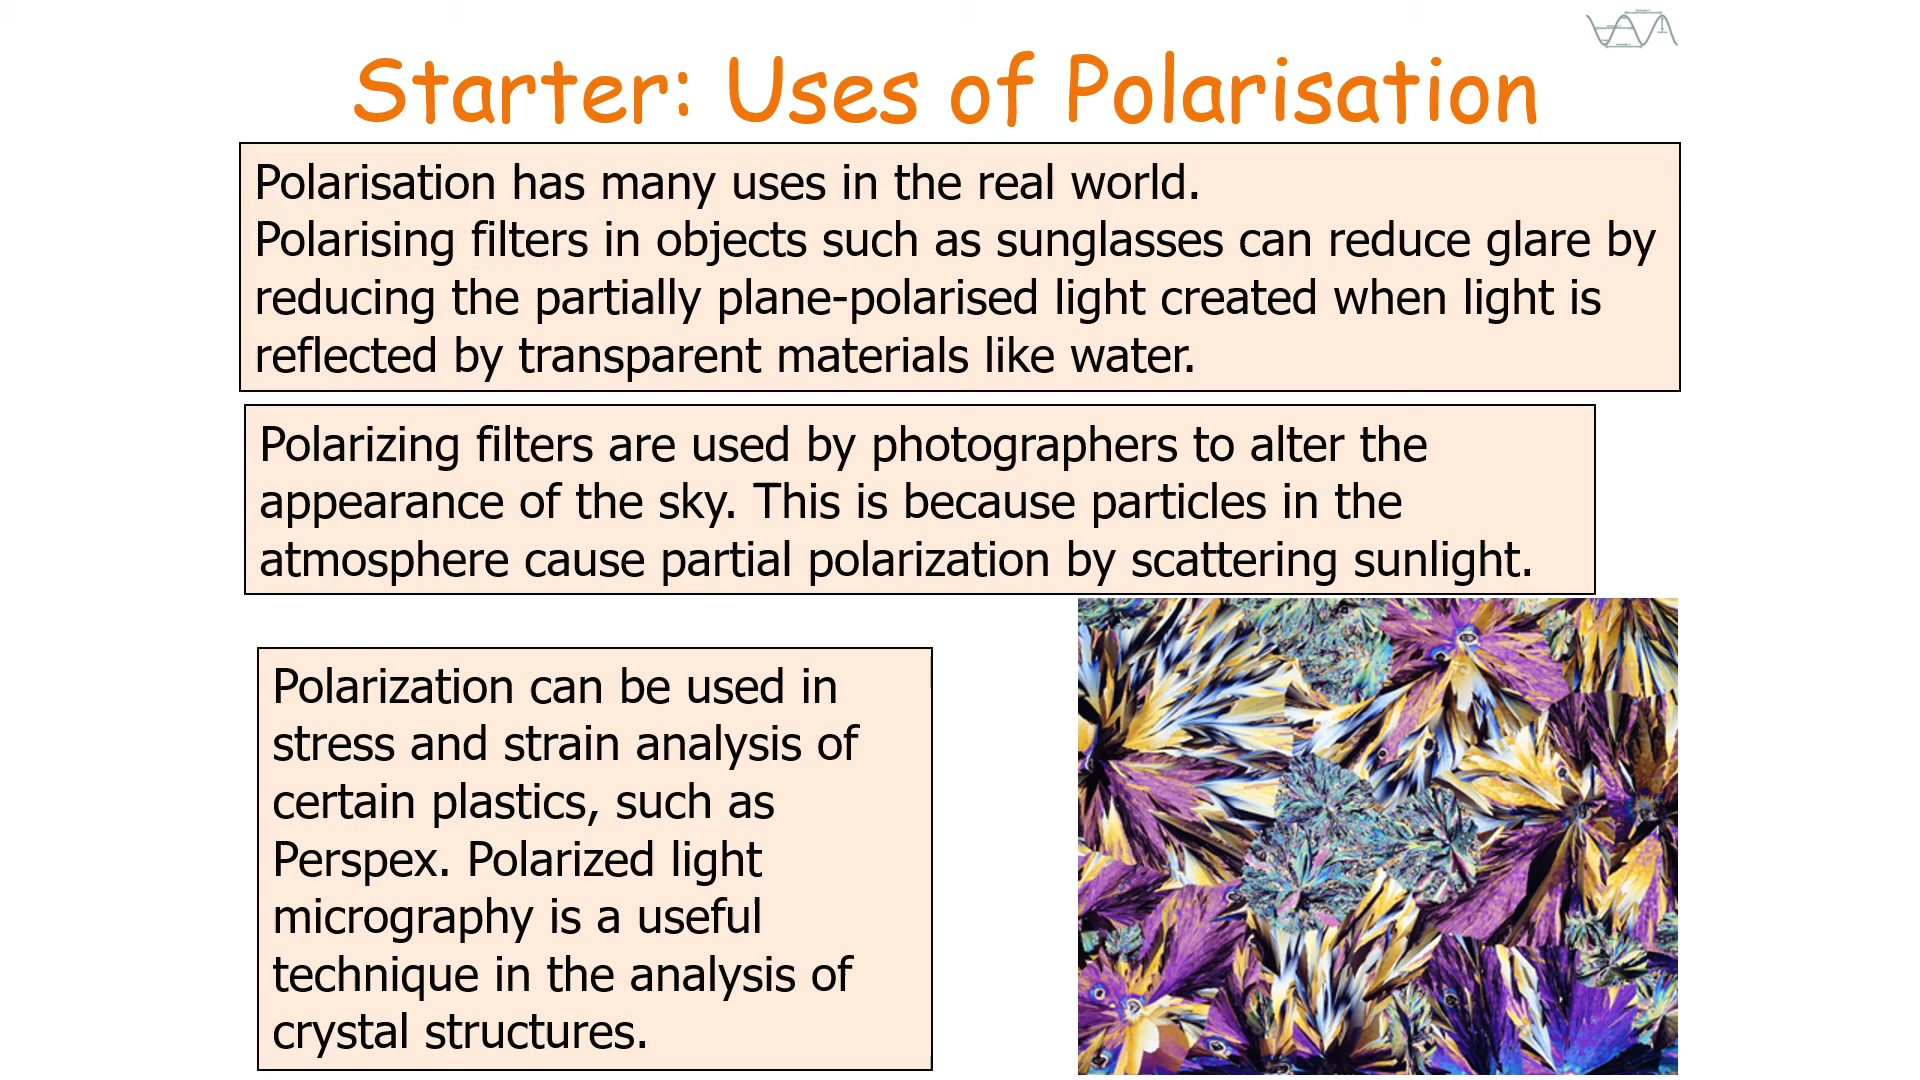 Starter: Uses of Polarisation
Polarisation has many uses in the real world.
Polarising filters in objects such as sunglasses can reduce glare by
reducing the partially plane-polarised light created when light is
reflected by transparent materials like water.
Polarizing filters are used by photographers to alter the
appearance of the sky. This is because particles in the
atmosphere cause partial polarization by scattering sunlight.
Polarization can be used in
stress and strain analysis of
certain plastics, such as
Perspex. Polarized light
micrography is a useful
technique in the analysis of
crystal structures.